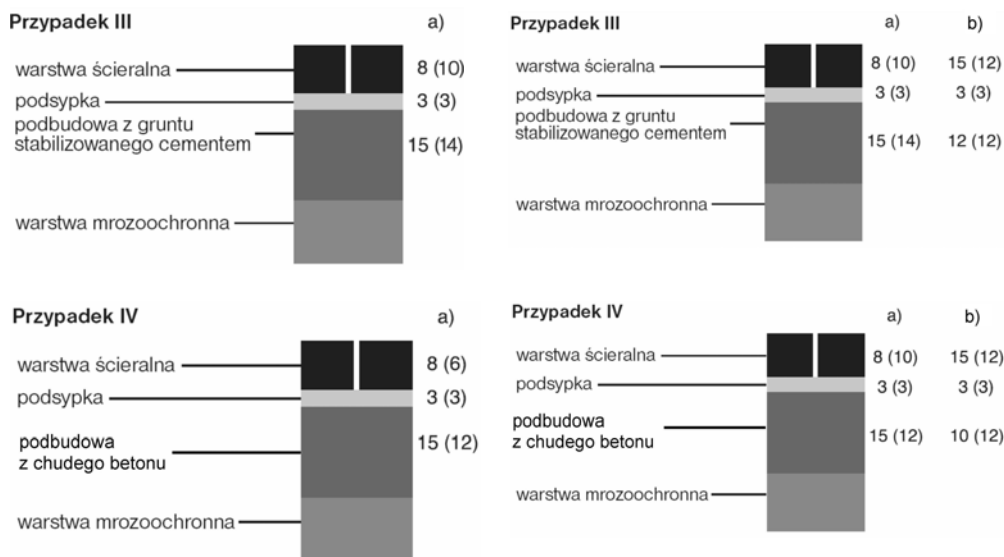 Przypadek III a)
warstwa ścieralna 8 (10)
podsypka 3 (3)
podbudowa z gruntu
stabilizowanego cementem 15 (14)
warstwa mrozoochronna
Przypadek III a) b)
warstwa ścieralna 8 (10) 15 (12)
podsypka 3 (3) 3 (3)
podbudowa z gruntu
stabilizowanego cementem 15 (14) 12 (12)
warstwa mrozoochronna
Przypadek IV a)
warstwa ścieralna 8 (6)
podsypka 3 (3)
podbudowa 15 (12)
z chudego betonu
warstwa mrozoochronna
Przypadek IV a) b)
warstwa ścieralna 8 (10) 15 (12)
podsypka 3 (3) 3 (3)
podbudowa
z chudego betonu 15 (12) 10 (12)
warstwa mrozoochronna